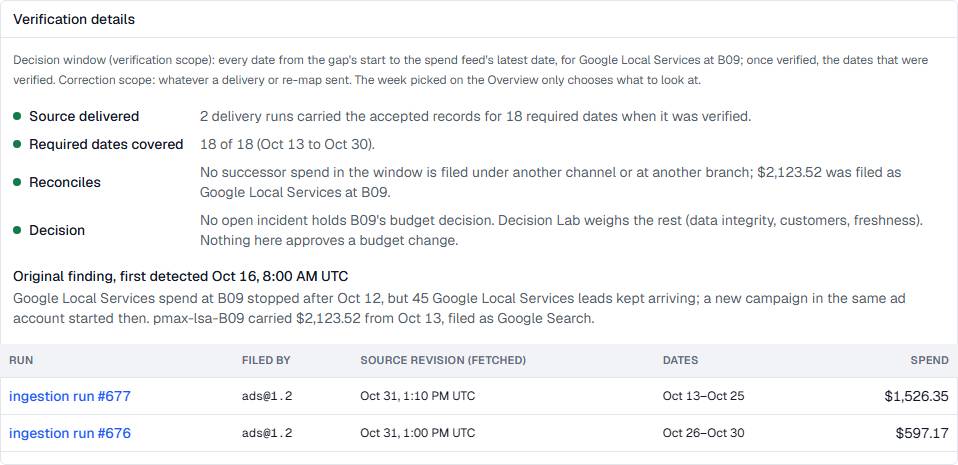 Verification details
Decision window (verification scope): every date from the gap's start to the spend feed's latest date, for Google Local Services at B09; once verified, the dates that were
verified. Correction scope: whatever a delivery or re-map sent. The week picked on the Overview only chooses what to look at.
Source delivered 2 delivery runs carried the accepted records for 18 required dates when it was verified.
Required dates covered 18 of 18 (Oct 13 to Oct 30).
Reconciles No successor spend in the window is filed under another channel or at another branch; $2,123.52 was filed as
Google Local Services at B09.
Decision No open incident holds B09's budget decision. Decision Lab weighs the rest (data integrity, customers, freshness).
Nothing here approves a budget change.
Original finding, first detected Oct 16, 8:00 AM UTC
Google Local Services spend at B09 stopped after Oct 12, but 45 Google Local Services leads kept arriving; a new campaign in the same ad
account started then. pmax-lsa-B09 carried $2,123.52 from Oct 13, filed as Google Search.
RUN FILED BY SOURCE REVISION (FETCHED) DATES SPEND
ingestion run #677 ads@1.2 Oct 31, 1:10 PM UTC Oct 13–Oct 25 $1,526.35
ingestion run #676 ads@1.2 Oct 31, 1:00 PM UTC Oct 26–Oct 30 $597.17